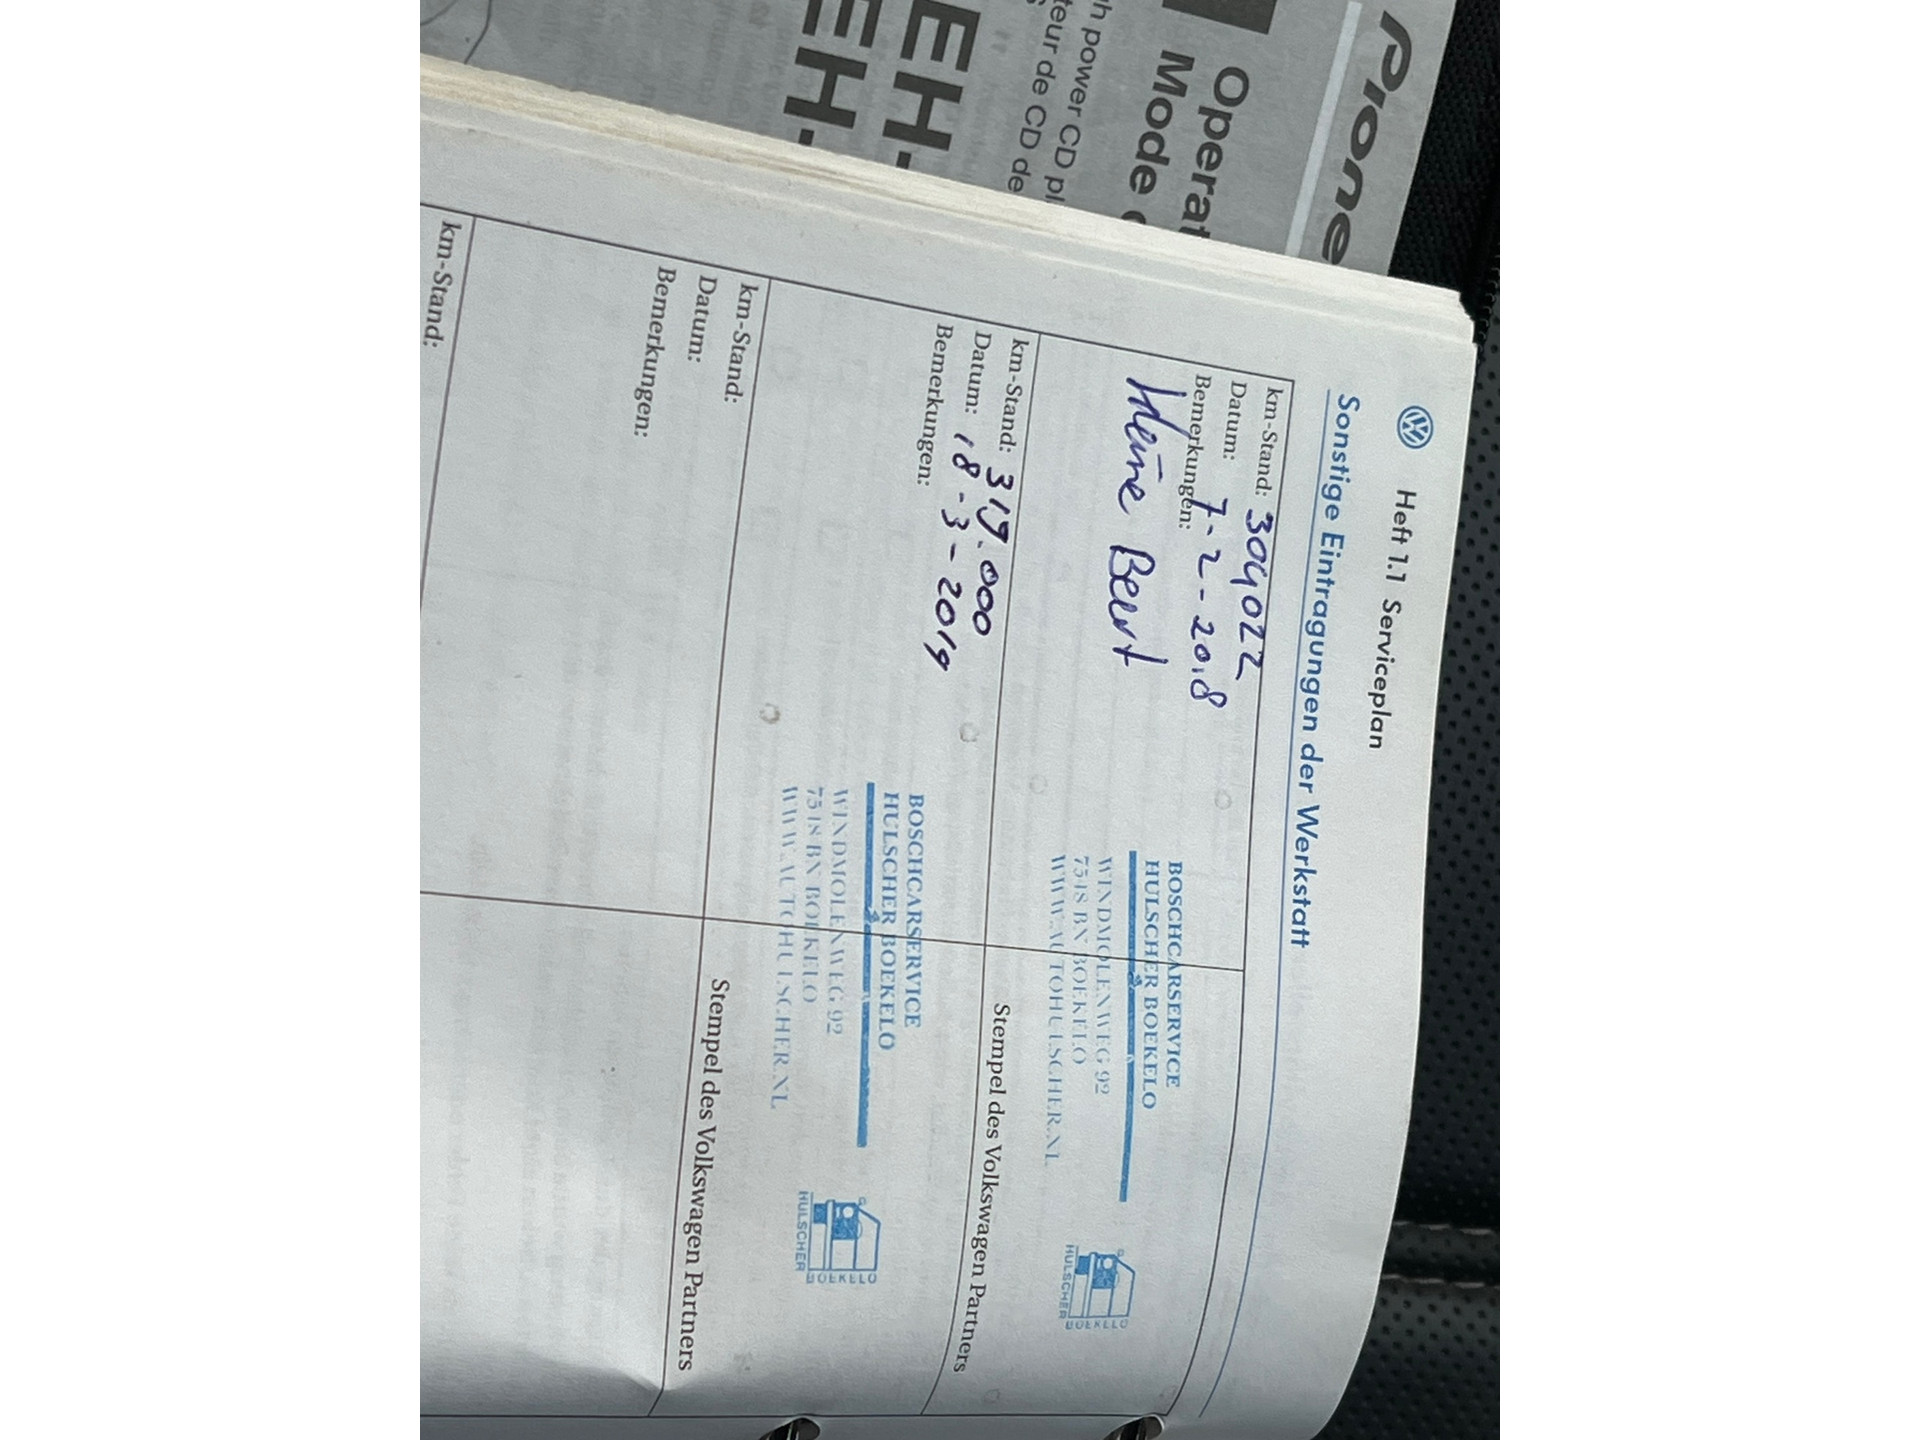 Pione
Operat
Mode
h power CD pl
teur de CD de
EH-
EH-
Heft 1.1 Serviceplan
Sonstige Eintragungen der Werkstatt
km-Stand: 304022
Datum: 7-2-2018
Bemerkungen:
BOSCHCARSERVICE
HULSCHER BOEKELO
WINDMOLENWEG 92
7548 BN BOEKELO
WWW.AUTOHULSCHER.NL
HULSCHER
BOEKELO
km-Stand: 319.000
Datum: 18-3-2019
Bemerkungen:
Stempel des Volkswagen Partners
BOSCHCARSERVICE
HULSCHER BOEKELO
WINDMOLENWEG 92
7548 BN BOEKELO
WWW.AUTOHULSCHER.NL
HULSCHER
BOEKELO
km-Stand:
Datum:
Bemerkungen:
Stempel des Volkswagen Partners
km-Stand: